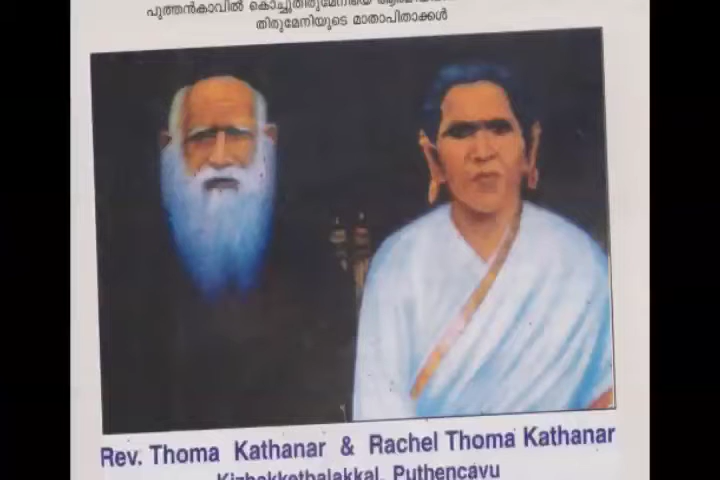 പുത്തൻകാവിൽ കൊച്ചുതിരുമേനിയെ
തിരുമേനിയുടെ മാതാപിതാക്കൾ
Rev. Thoma Kathanar & Rachel Thoma Kathanar
Kizhakkethalakkal, Puthencavu